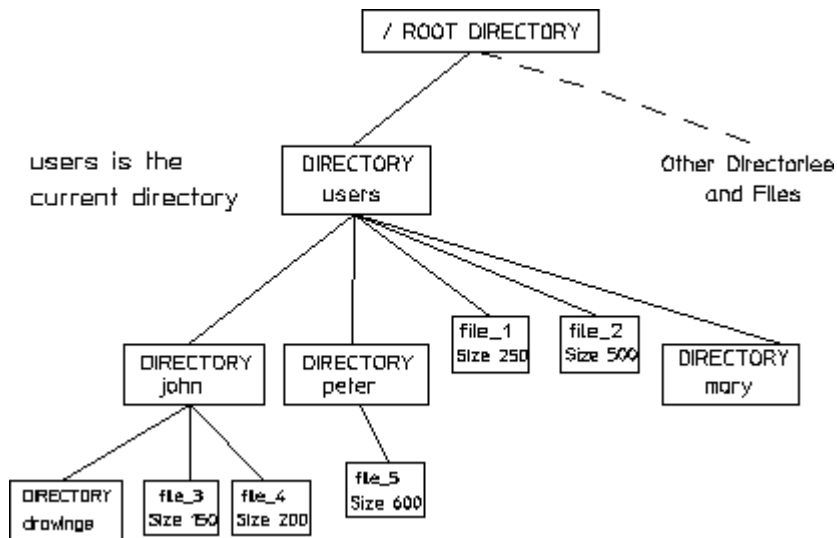 / ROOT DIRECTORY
users is the
current directory
DIRECTORY
users
Other Directories
and Files
DIRECTORY
john
DIRECTORY
peter
file_1
Size 250
file_2
Size 500
DIRECTORY
mary
DIRECTORY
drawings
file_3
Size 150
file_4
Size 200
file_5
Size 600